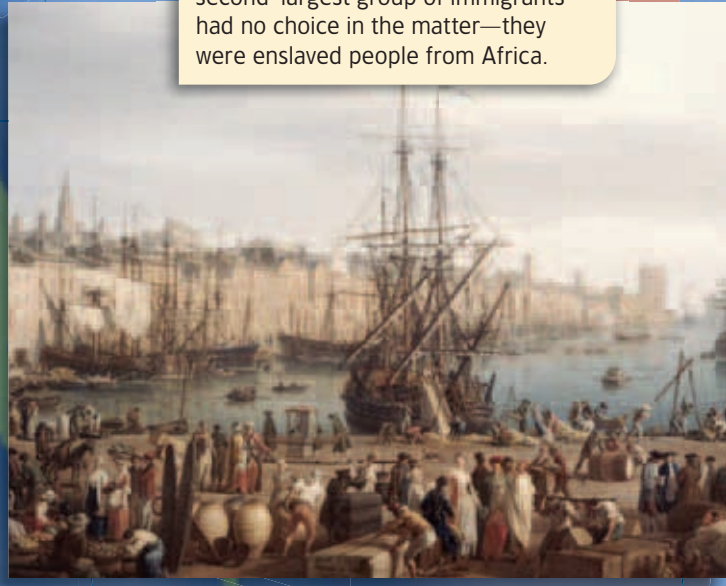 second-largest group of immigrants
had no choice in the matter—they
were enslaved people from Africa.